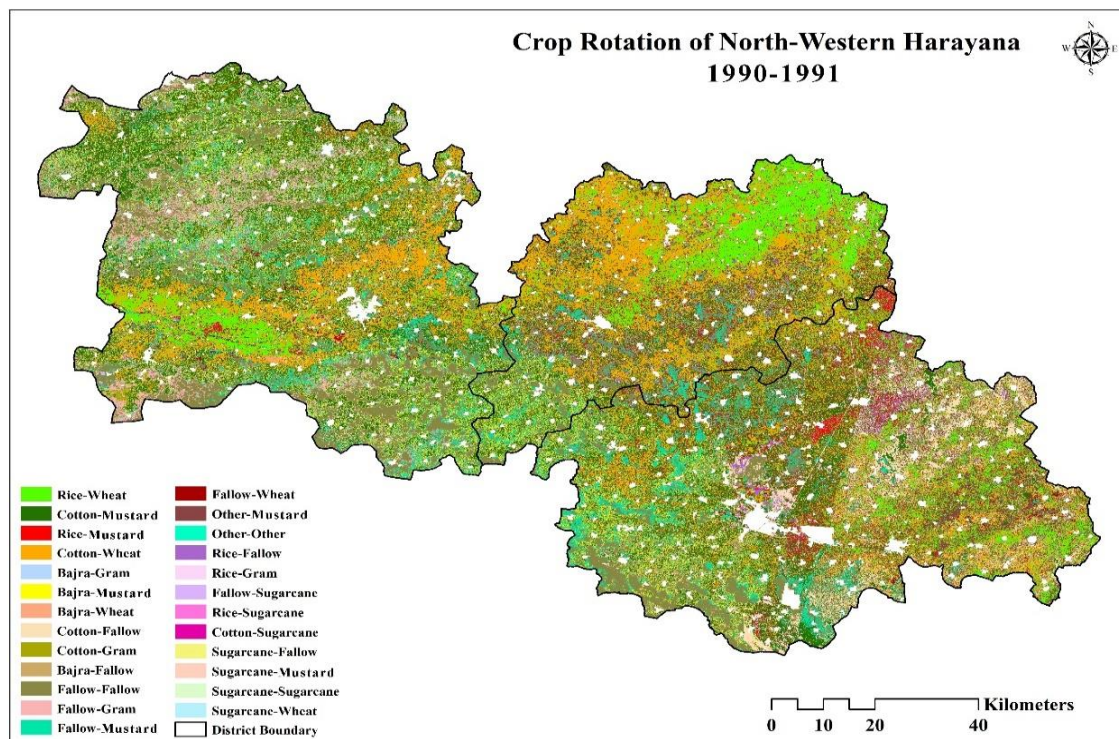 Crop Rotation of North-Western Harayana
1990-1991
N
W
E
S
Rice-Wheat
Cotton-Mustard
Rice-Mustard
Cotton-Wheat
Bajra-Gram
Bajra-Mustard
Bajra-Wheat
Cotton-Fallow
Cotton-Gram
Bajra-Fallow
Fallow-Fallow
Fallow-Gram
Fallow-Mustard
Fallow-Wheat
Other-Mustard
Other-Other
Rice-Fallow
Rice-Gram
Fallow-Sugarcane
Rice-Sugarcane
Cotton-Sugarcane
Sugarcane-Fallow
Sugarcane-Mustard
Sugarcane-Sugarcane
Sugarcane-Wheat
District Boundary
Kilometers
0 10 20 40